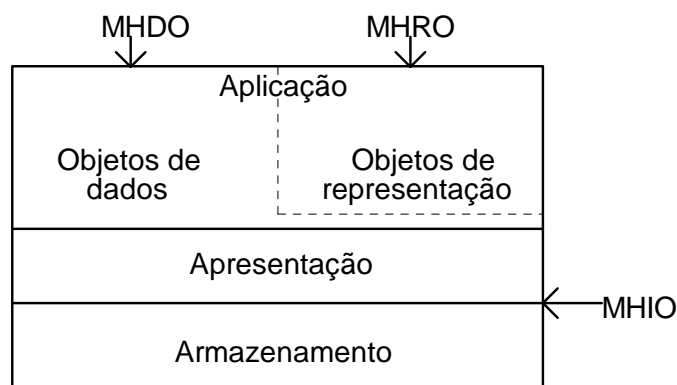 MHDO
MHRO
Aplicação
Objetos de
dados
Objetos de
representação
Apresentação
MHIO
Armazenamento